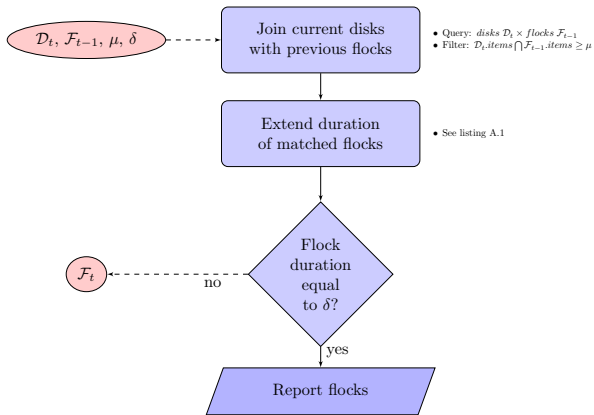 𝒟ₜ, ℱₜ₋₁, μ, δ
Join current disks
with previous flocks
• Query: disks 𝒟ₜ × flocks ℱₜ₋₁
• Filter: 𝒟ₜ.items ⋂ ℱₜ₋₁.items ≥ μ
Extend duration
of matched flocks
• See listing A.1
Flock
duration
equal
to δ?
ℱₜ
no
yes
Report flocks